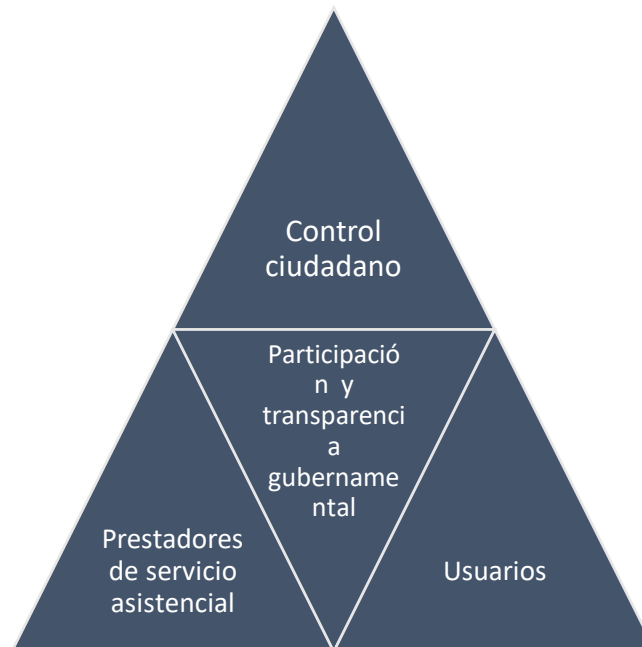 Control
ciudadano
Participació
n y
transparenci
a
gubername
ntal
Prestadores
de servicio
asistencial
Usuarios